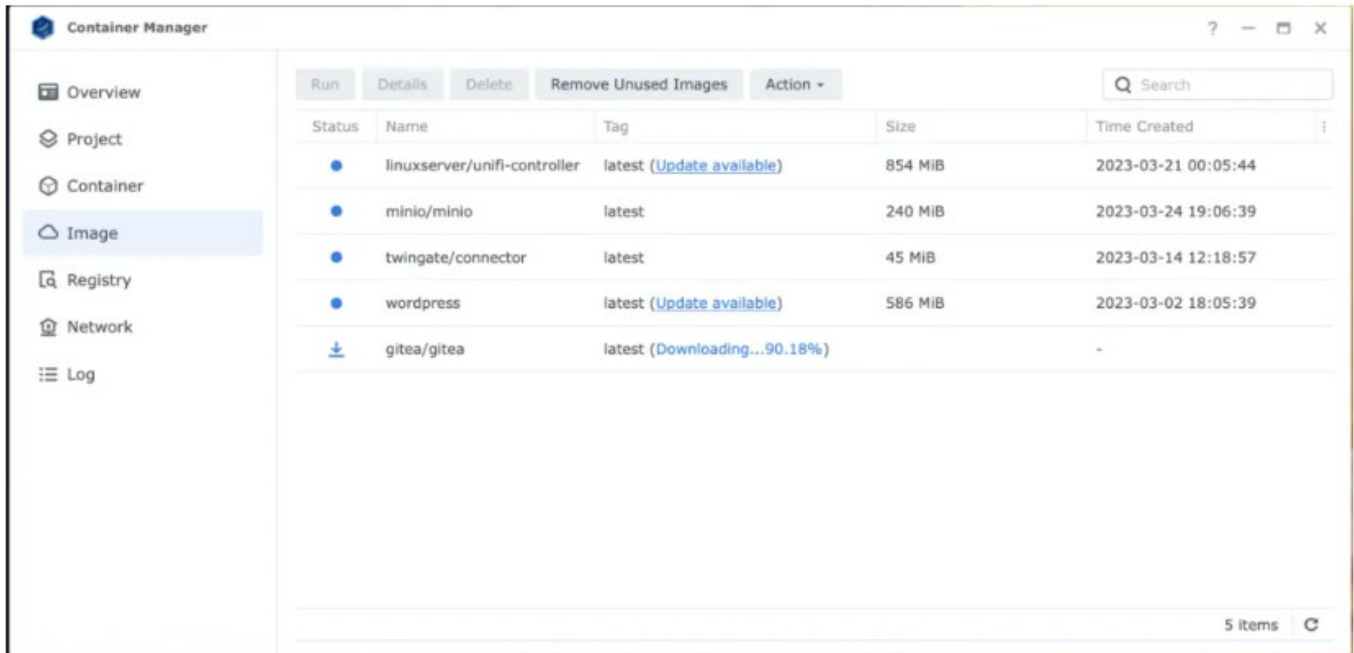 Container Manager
?
Overview
Project
Container
Image
Registry
Network
Log
Run Details Delete Remove Unused Images Action
Search
Status Name Tag Size Time Created
linuxserver/unifi-controller latest (Update available) 854 MiB 2023-03-21 00:05:44
minio/minio latest 240 MiB 2023-03-24 19:06:39
twingate/connector latest 45 MiB 2023-03-14 12:18:57
wordpress latest (Update available) 586 MiB 2023-03-02 18:05:39
gitea/gitea latest (Downloading...90.18%) -
5 items